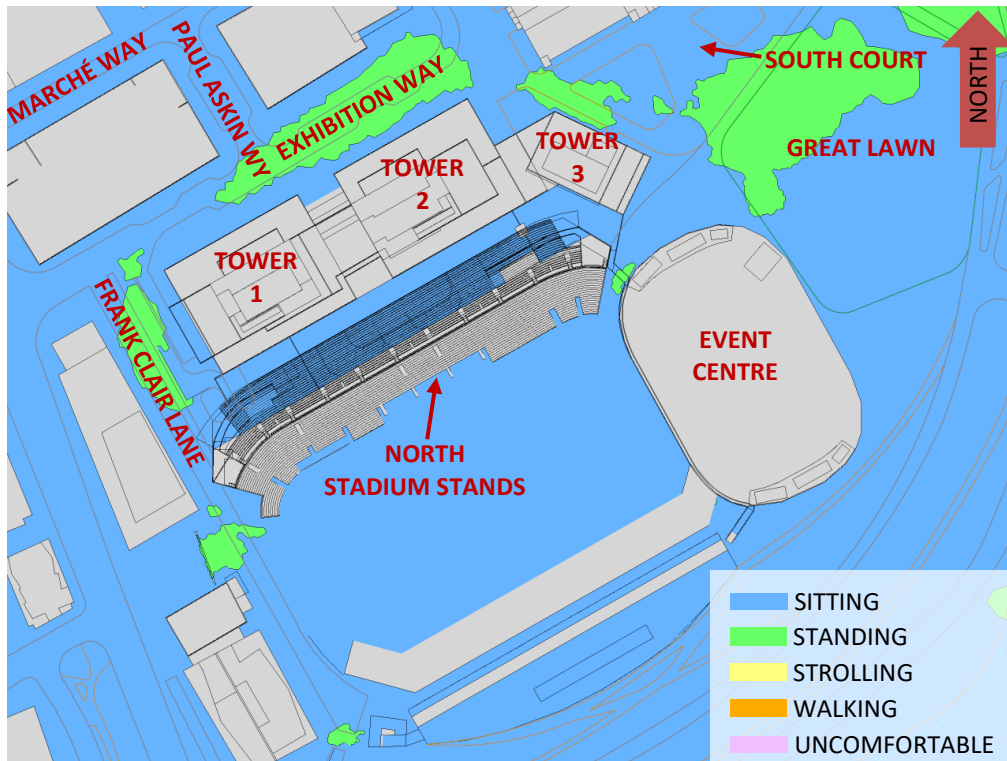 MARCHÉ WAY
PAUL ASKIN WY
EXHIBITION WAY
SOUTH COURT
NORTH
GREAT LAWN
TOWER
3
TOWER
2
TOWER
1
FRANK CLAIR LANE
EVENT
CENTRE
NORTH
STADIUM STANDS
SITTING
STANDING
STROLLING
WALKING
UNCOMFORTABLE